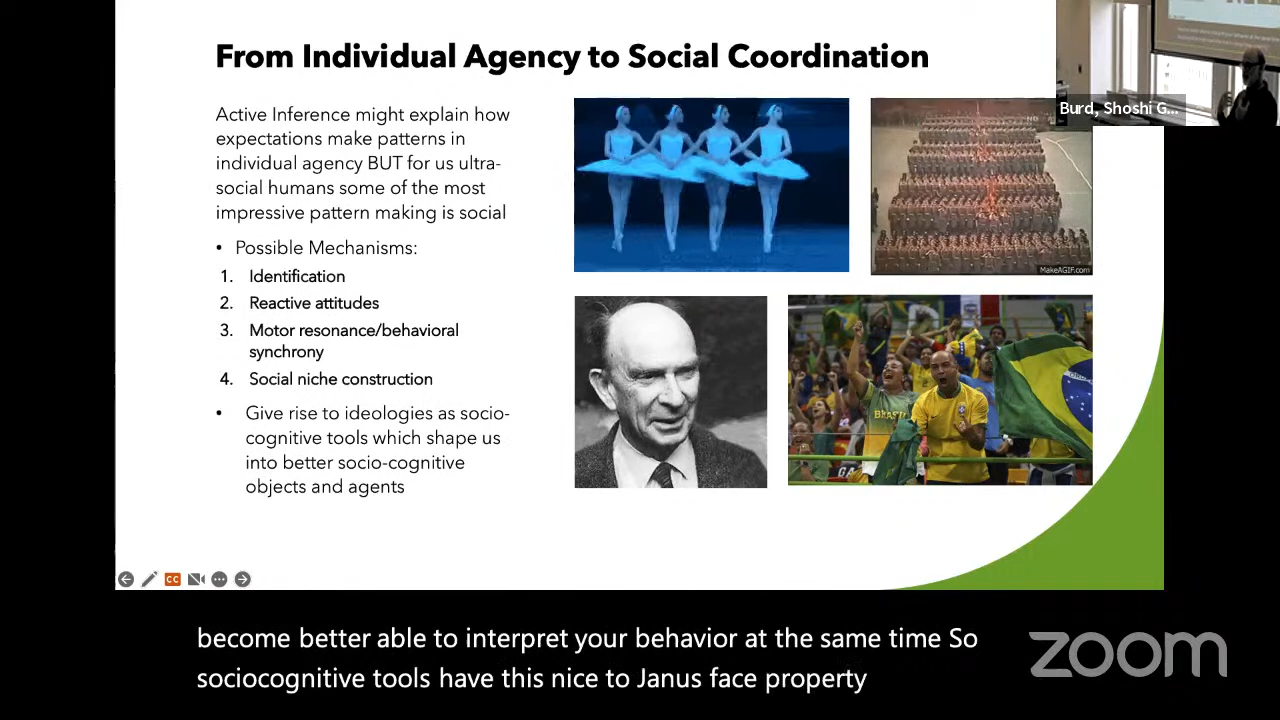 From Individual Agency to Social Coordination
Burd, Shoshi G...
Active Inference might explain how
expectations make patterns in
individual agency BUT for us ultra-
social humans some of the most
impressive pattern making is social
• Possible Mechanisms:
1. Identification
2. Reactive attitudes
3. Motor resonance/behavioral
synchrony
4. Social niche construction
• Give rise to ideologies as socio-
cognitive tools which shape us
into better socio-cognitive
objects and agents
MakeAGIF.com
BRASIL
CC
become better able to interpret your behavior at the same time So
sociocognitive tools have this nice to Janus face property
zoom